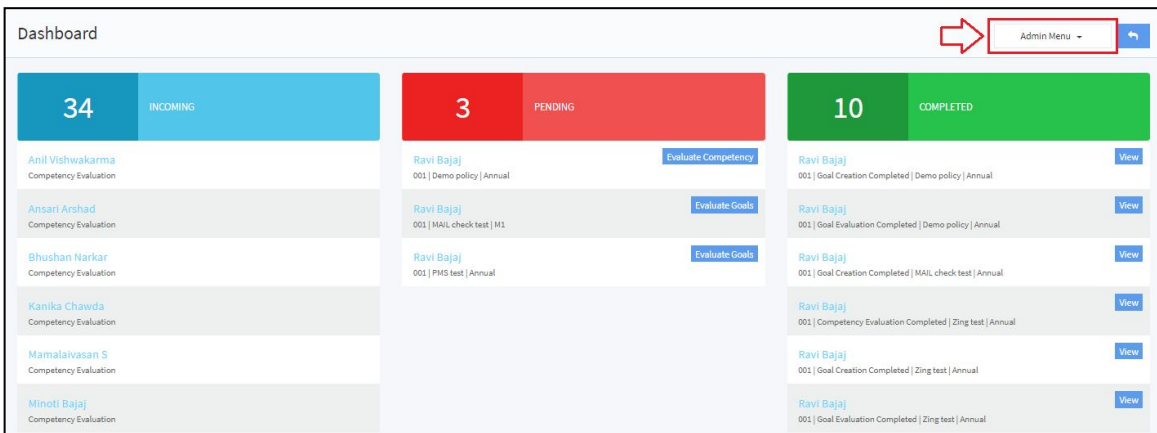 Dashboard
Admin Menu
34 INCOMING
Anil Vishwakarma
Competency Evaluation
Ansari Arshad
Competency Evaluation
Bhushan Narkar
Competency Evaluation
Kanika Chawda
Competency Evaluation
Mamalaivasan S
Competency Evaluation
Minoti Bajaj
Competency Evaluation
3 PENDING
Ravi Bajaj Evaluate Competency
001 | Demo policy | Annual
Ravi Bajaj Evaluate Goals
001 | MAIL check test | M1
Ravi Bajaj Evaluate Goals
001 | PMS test | Annual
10 COMPLETED
Ravi Bajaj View
001 | Goal Creation Completed | Demo policy | Annual
Ravi Bajaj View
001 | Goal Evaluation Completed | Demo policy | Annual
Ravi Bajaj View
001 | Goal Creation Completed | MAIL check test | Annual
Ravi Bajaj View
001 | Competency Evaluation Completed | Zing test | Annual
Ravi Bajaj View
001 | Goal Creation Completed | Zing test | Annual
Ravi Bajaj View
001 | Goal Evaluation Completed | Zing test | Annual